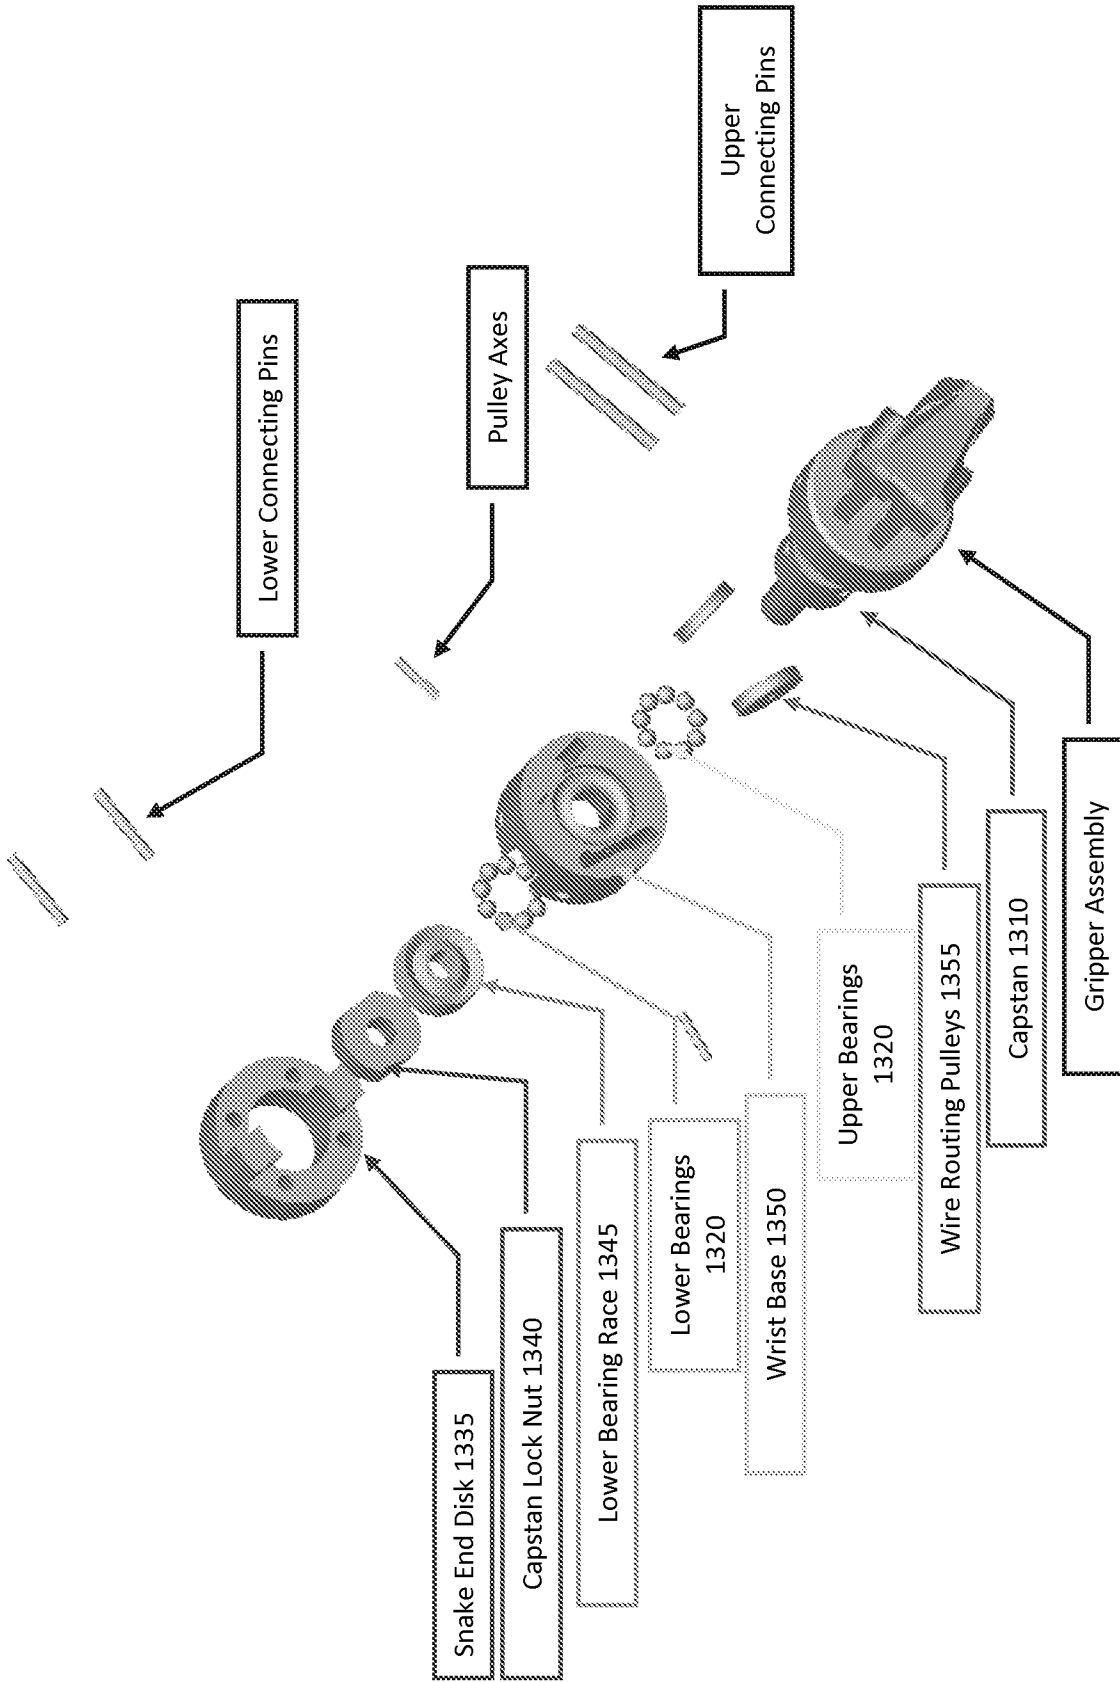 Snake End Disk 1335
Capstan Lock Nut 1340
Lower Bearing Race 1345
Lower Bearings
1320
Wrist Base 1350
Upper Bearings
1320
Wire Routing Pulleys 1355
Capstan 1310
Gripper Assembly
Lower Connecting Pins
Pulley Axes
Upper
Connecting Pins